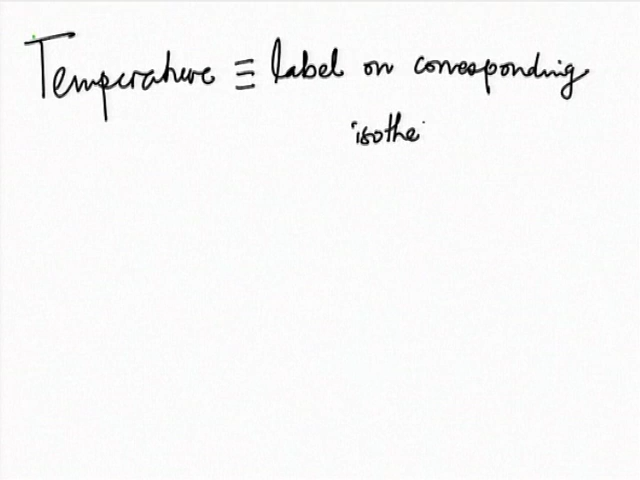 Temperature ≡ label on corresponding
isothe